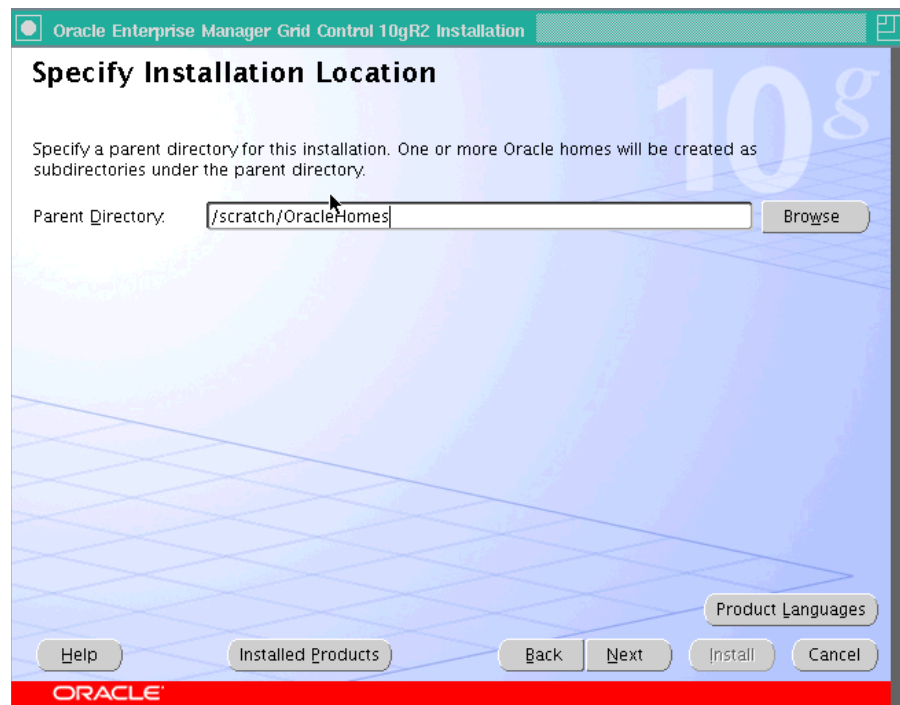 Oracle Enterprise Manager Grid Control 10gR2 Installation
Specify Installation Location
10g
Specify a parent directory for this installation. One or more Oracle homes will be created as
subdirectories under the parent directory.
Parent Directory: /scratch/OracleHomes Browse
Product Languages
Help Installed Products Back Next Install Cancel
ORACLE